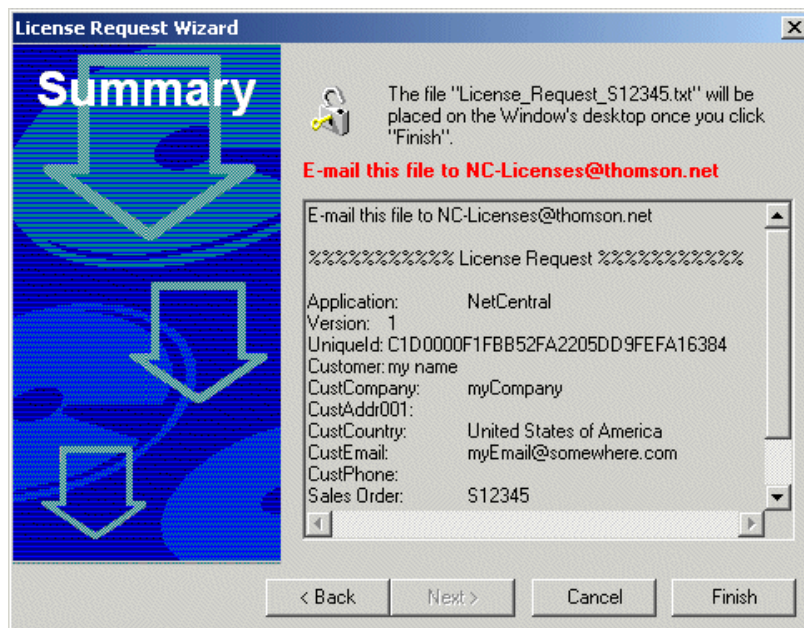 License Request Wizard
Summary
The file "License_Request_S12345.txt" will be
placed on the Window's desktop once you click
"Finish".
E-mail this file to NC-Licenses@thomson.net
E-mail this file to NC-Licenses@thomson.net
%%%%%%%%%%% License Request %%%%%%%%%%%
Application: NetCentral
Version: 1
UniqueId: C1D0000F1FBB52FA2205DD9FEFA16384
Customer: my name
CustCompany: myCompany
CustAddr001:
CustCountry: United States of America
CustEmail: myEmail@somewhere.com
CustPhone:
Sales Order: S12345
< Back Next > Cancel Finish